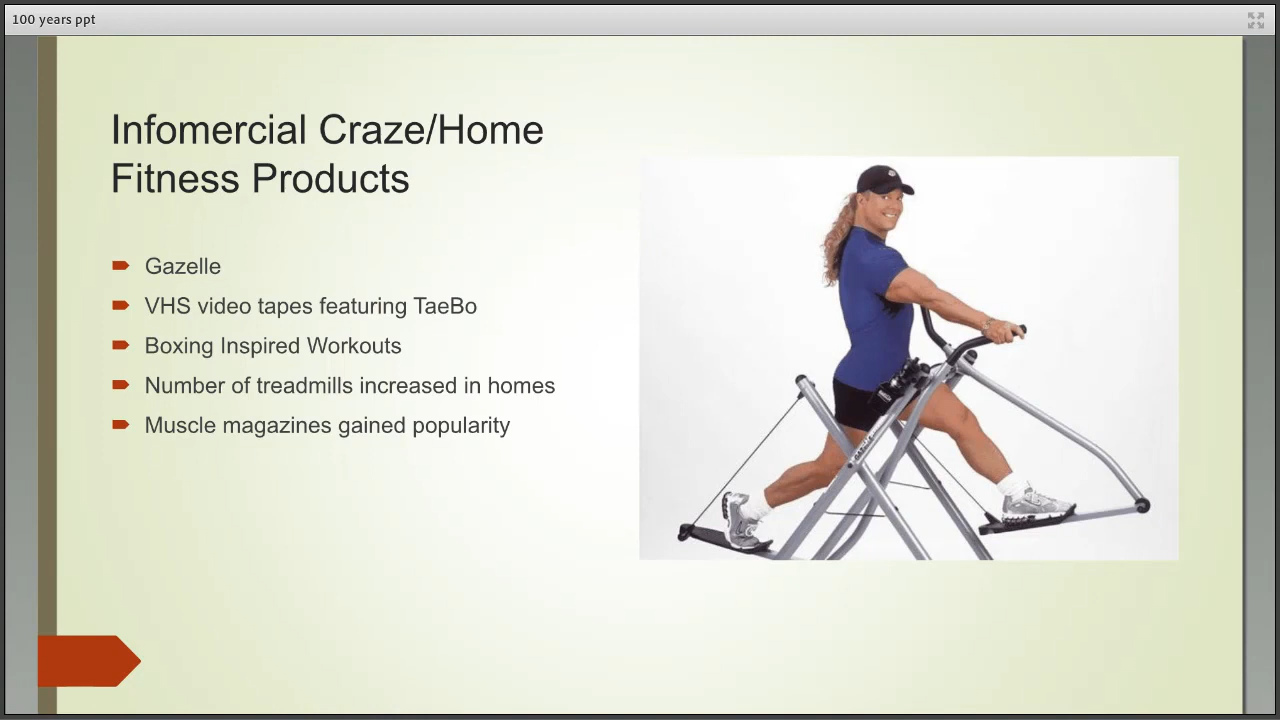 100 years ppt
Infomercial Craze/Home
Fitness Products
Gazelle
VHS video tapes featuring TaeBo
Boxing Inspired Workouts
Number of treadmills increased in homes
Muscle magazines gained popularity